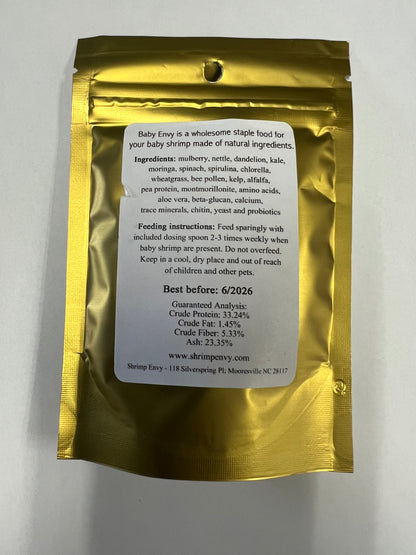 Baby Envy is a wholesome staple food for
your baby shrimp made of natural ingredients.
Ingredients: mulberry, nettle, dandelion, kale,
moringa, spinach, spirulina, chlorella,
wheatgrass, bee pollen, kelp, alfalfa,
pea protein, montmorillonite, amino acids,
aloe vera, beta-glucan, calcium,
trace minerals, chitin, yeast and probiotics
Feeding instructions: Feed sparingly with
included dosing spoon 2-3 times weekly when
baby shrimp are present. Do not overfeed.
Keep in a cool, dry place and out of reach
of children and other pets.
Best before: 6/2026
Guaranteed Analysis:
Crude Protein: 33.24%
Crude Fat: 1.45%
Crude Fiber: 5.33%
Ash: 23.35%
www.shrimpenvy.com
Shrimp Envy - 118 Silverspring Pl; Mooresville NC 28117